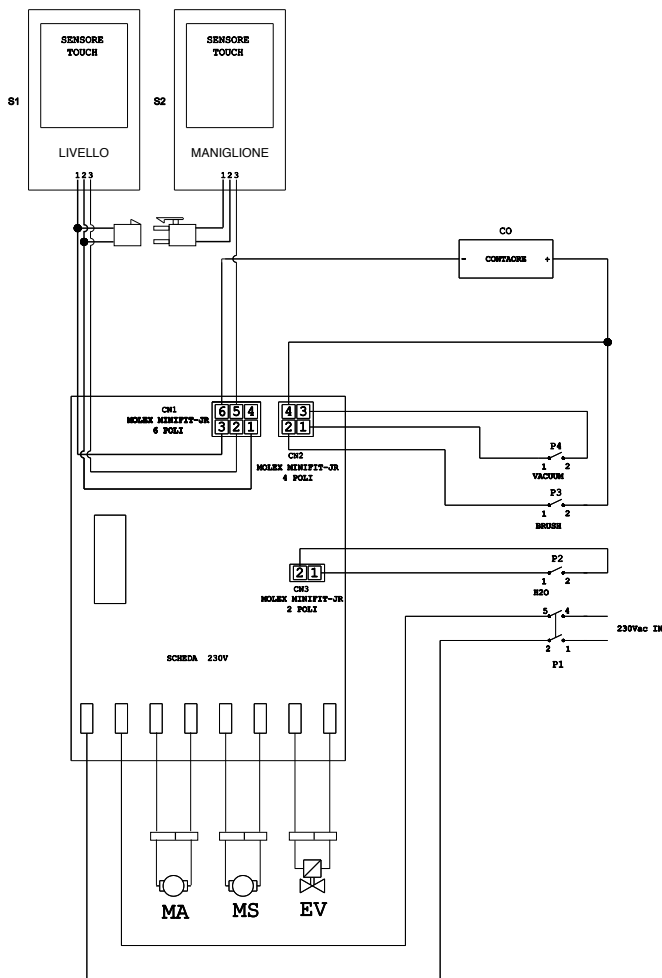 SENSORE
TOUCH
S1
LIVELLO
1 2 3
SENSORE
TOUCH
S2
MANIGLIONE
1 2 3
CO
- CONTAORE +
CN1
MOLEX MINIFIT-JR
6 POLI
6 5 4
3 2 1
4 3
2 1
CN2
MOLEX MINIFIT-JR
4 POLI
P4
1 2
VACUUM
P3
1 2
BRUSH
2 1
CN3
MOLEX MINIFIT-JR
2 POLI
P2
1 2
H2O
5 4
230Vac IN
2 1
P1
SCHEDA 230V
MA
MS
EV